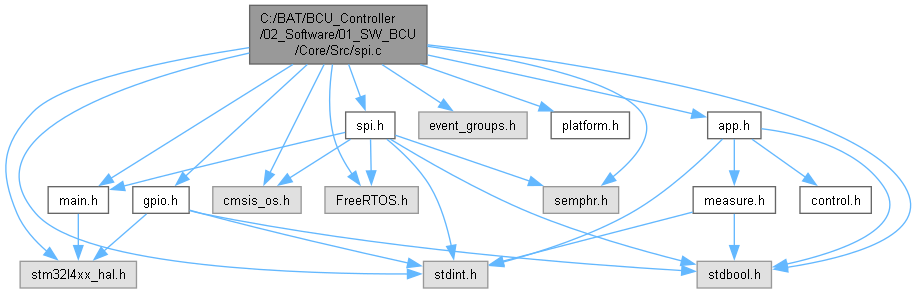 C:/BAT/BCU_Controller
/02_Software/01_SW_BCU
/Core/Src/spi.c
spi.h
event_groups.h
platform.h
app.h
main.h
gpio.h
cmsis_os.h
FreeRTOS.h
semphr.h
measure.h
control.h
stm32l4xx_hal.h
stdint.h
stdbool.h